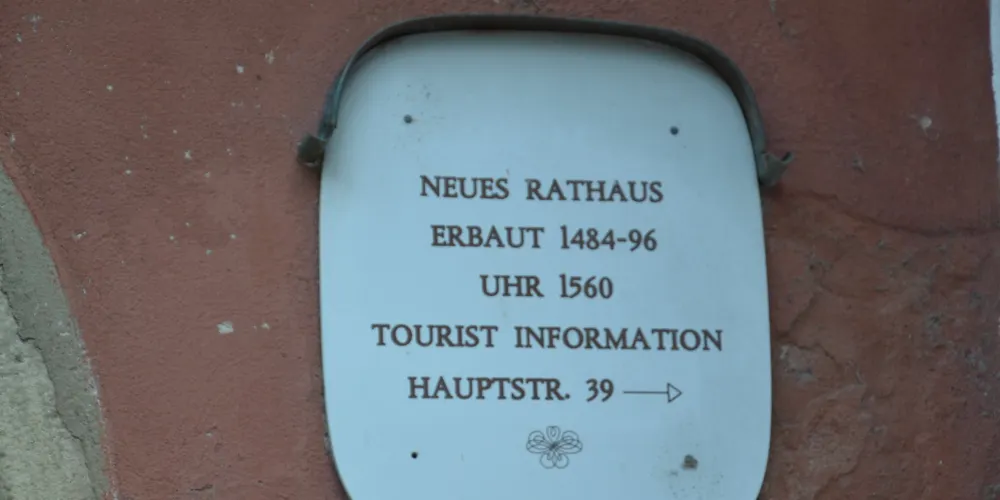 NEUES RATHAUS
ERBAUT 1484-96
UHR 1560
TOURIST INFORMATION
HAUPTSTR. 39 →